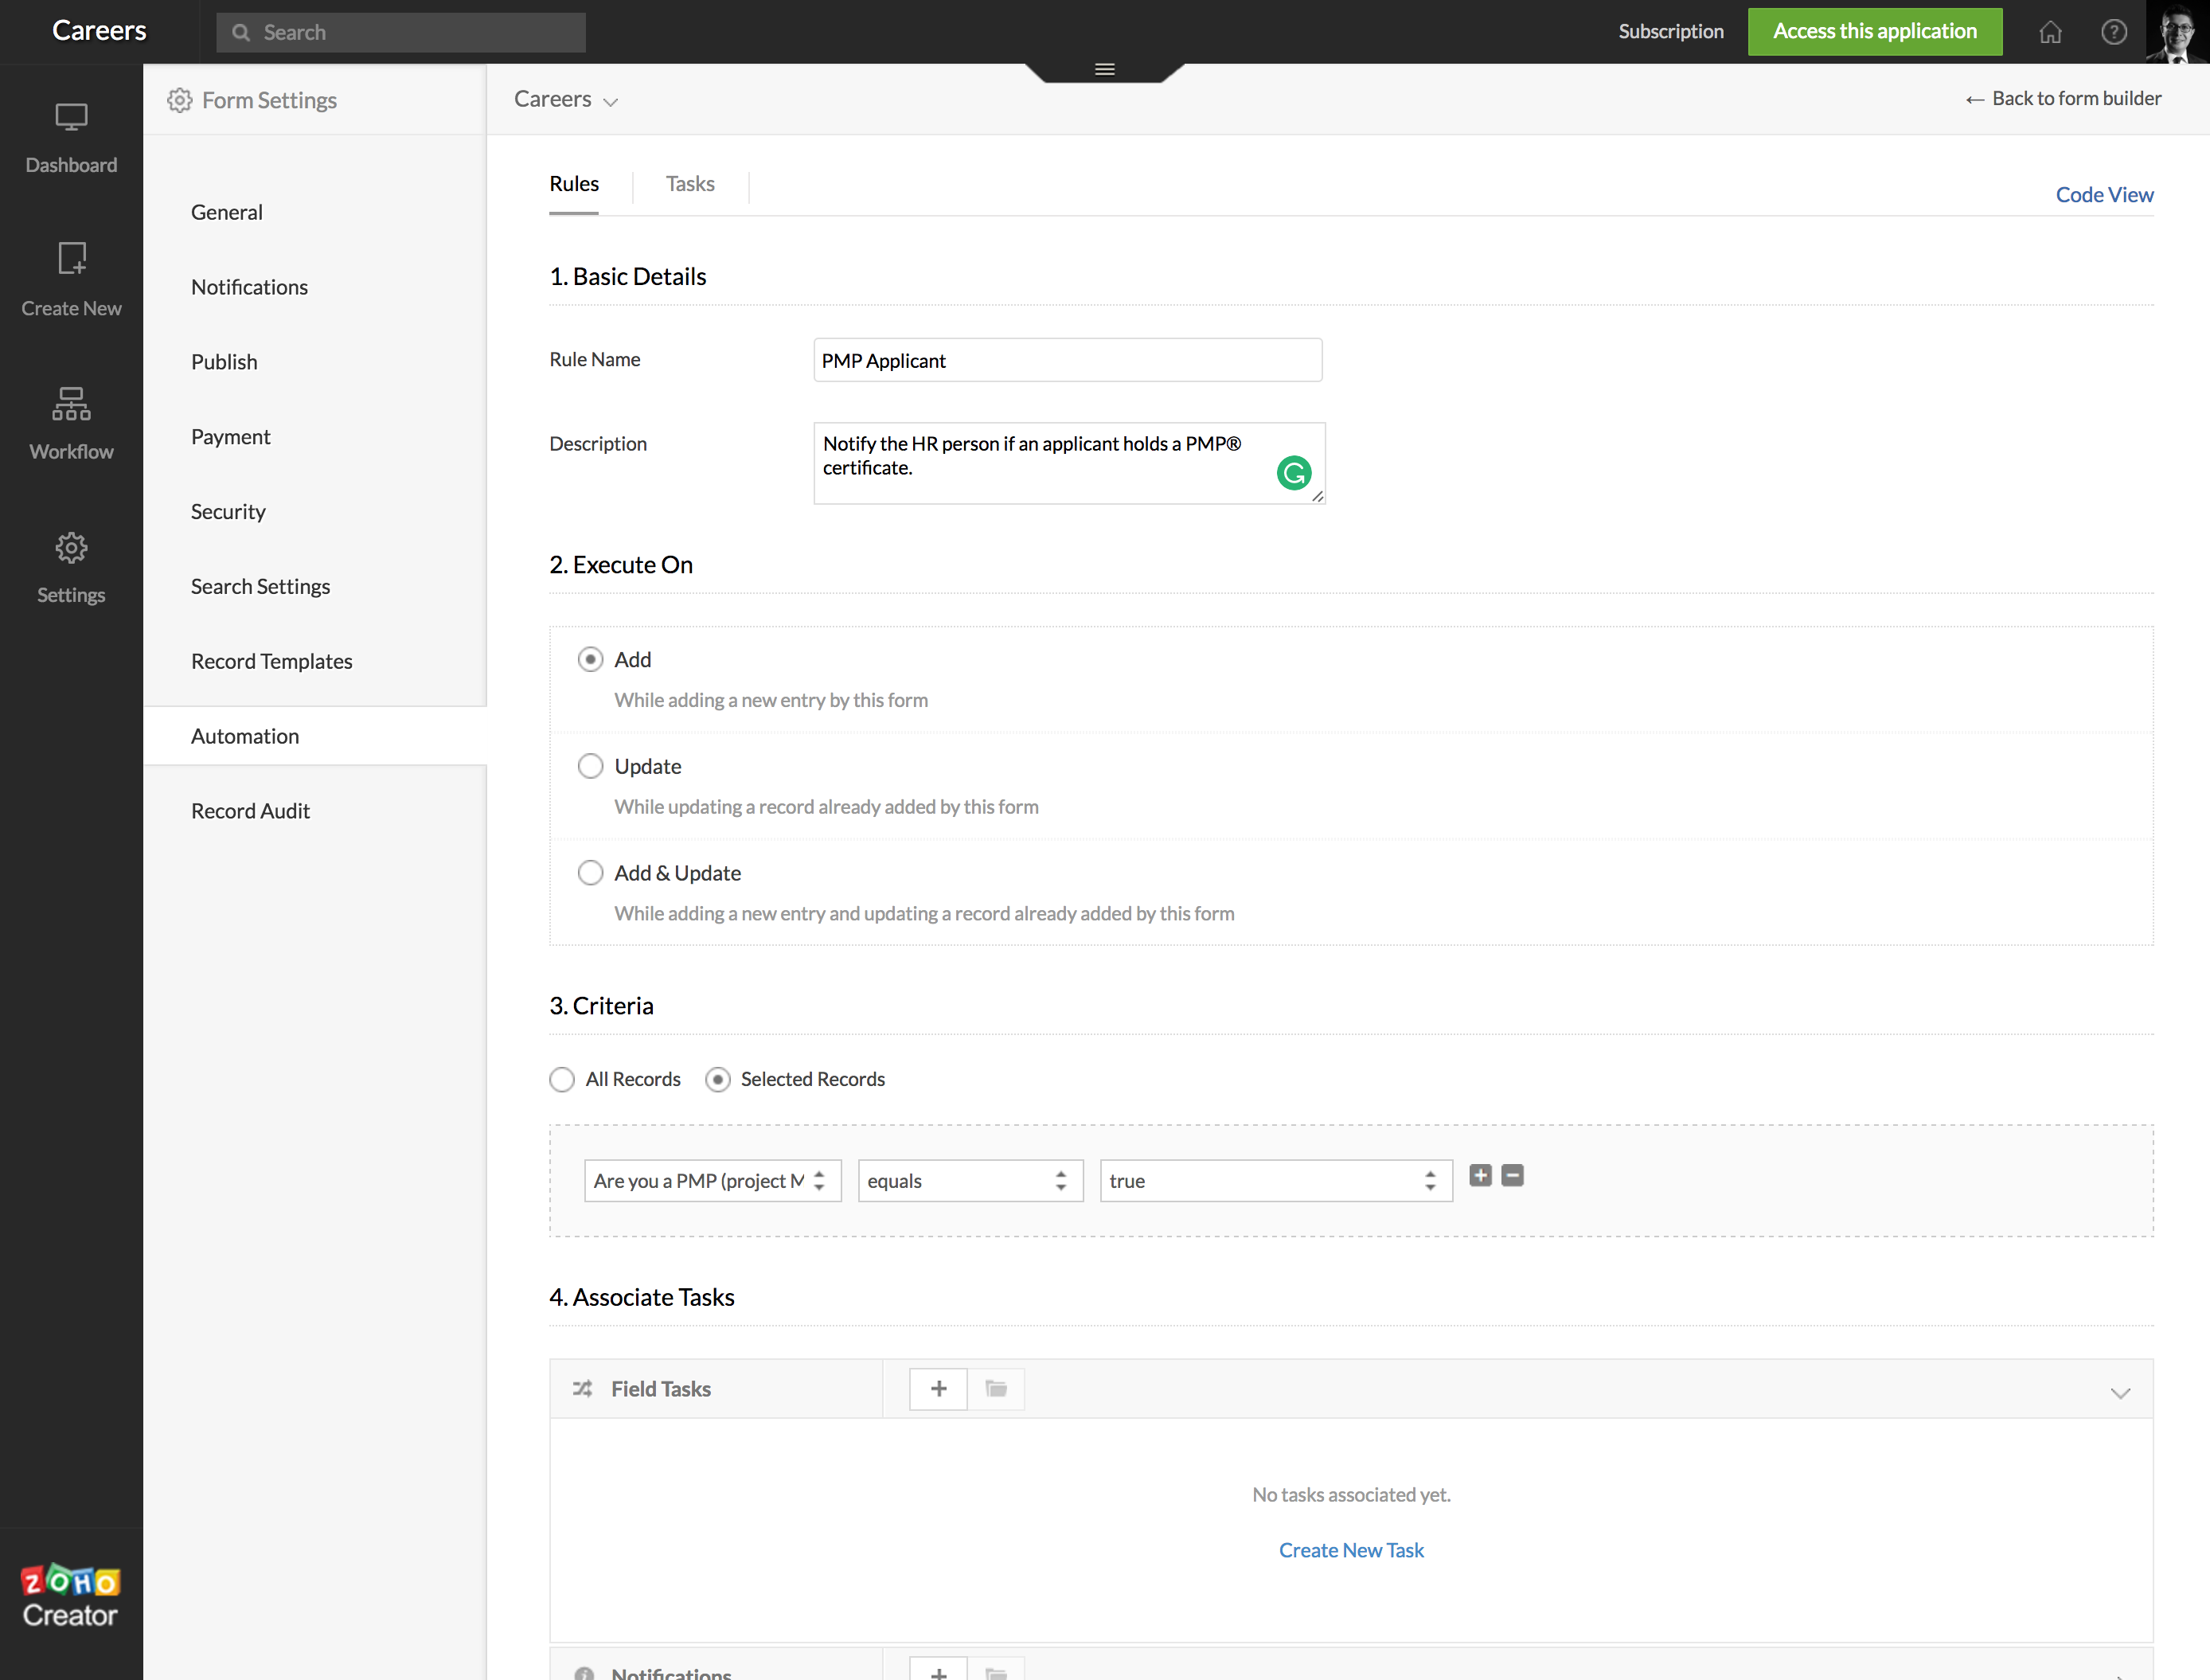 Careers
Search
Subscription
Access this application
Dashboard
Create New
Workflow
Settings
ZOHO
Creator
Form Settings
General
Notifications
Publish
Payment
Security
Search Settings
Record Templates
Automation
Record Audit
Careers
← Back to form builder
Rules
Tasks
Code View
1. Basic Details
Rule Name
PMP Applicant
Description
Notify the HR person if an applicant holds a PMP®
certificate.
2. Execute On
Add
While adding a new entry by this form
Update
While updating a record already added by this form
Add & Update
While adding a new entry and updating a record already added by this form
3. Criteria
All Records
Selected Records
Are you a PMP (project M
equals
true
4. Associate Tasks
Field Tasks
No tasks associated yet.
Create New Task
Notifications